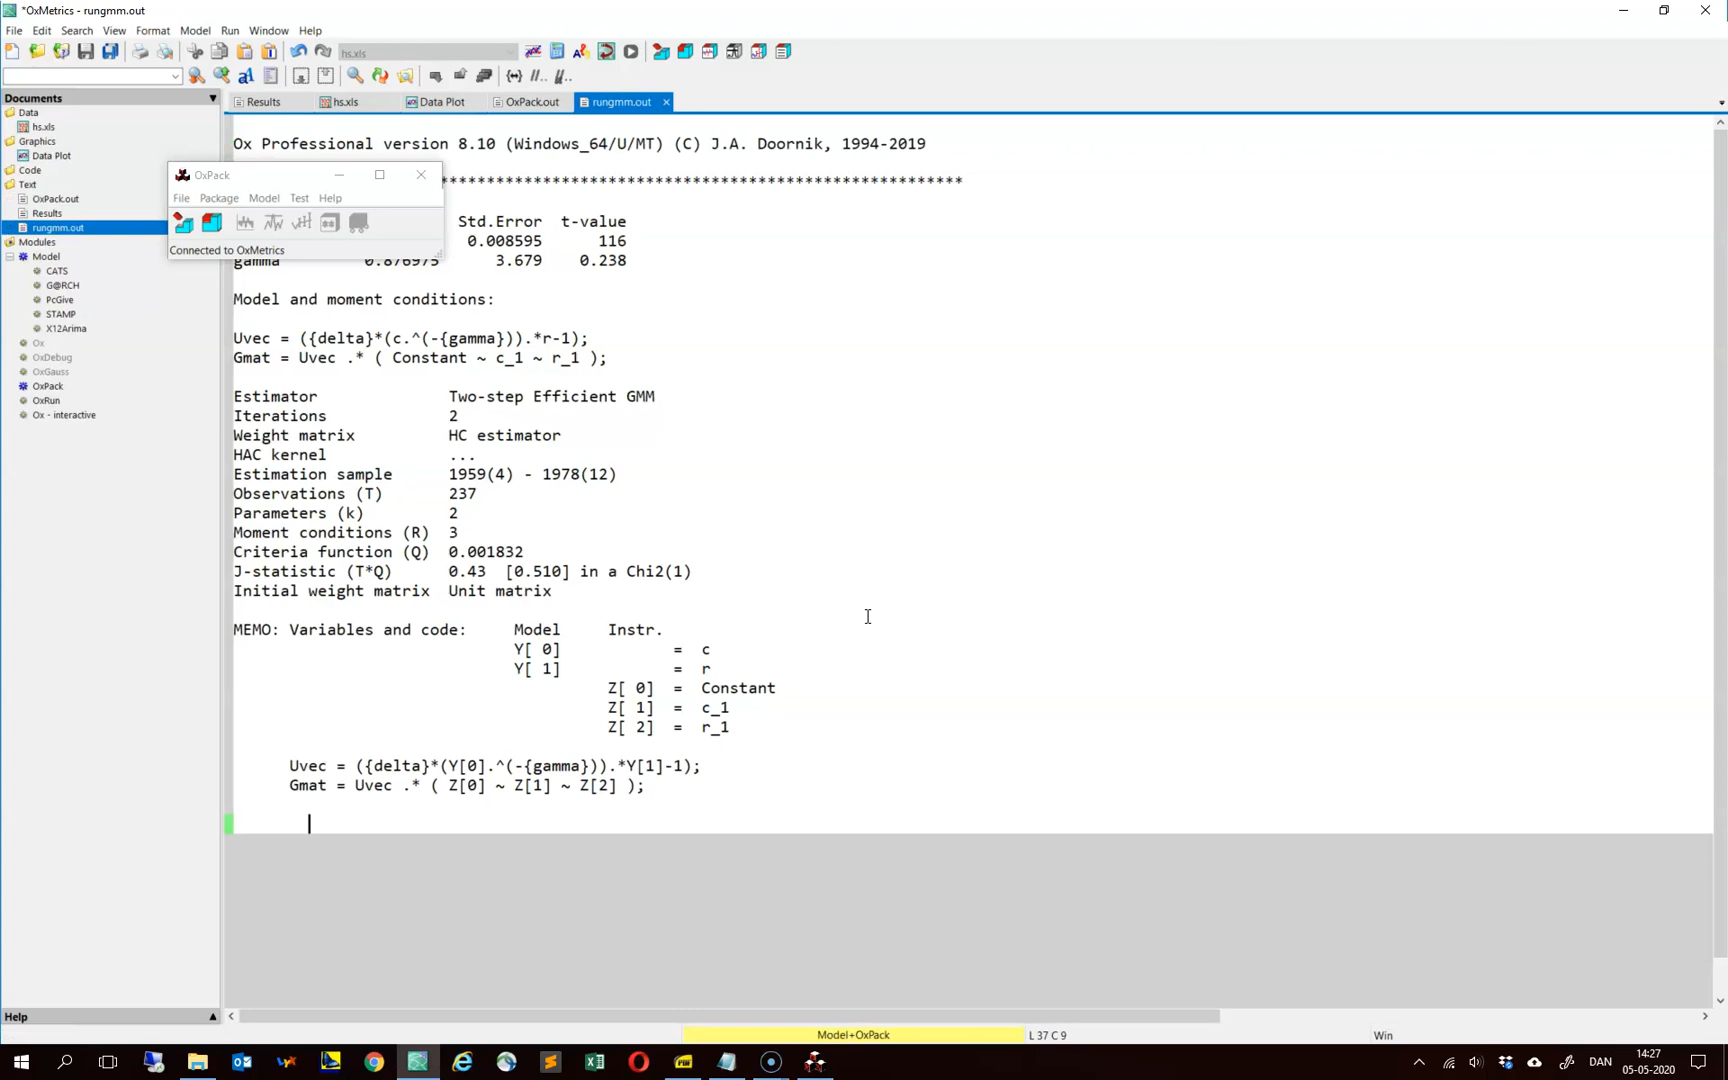 *OxMetrics - rungmm.out
File Edit Search View Format Model Run Window Help
hs.xls
Documents
Results hs.xls Data Plot OxPack.out rungmm.out
Data
hs.xls
Graphics
Data Plot
Code
Text
OxPack.out
Results
rungmm.out
Modules
Model
CATS
G@RCH
PcGive
STAMP
X12Arima
Ox
OxDebug
OxGauss
OxPack
OxRun
Ox - interactive
Help
OxPack
File Package Model Test Help
Connected to OxMetrics
Ox Professional version 8.10 (Windows_64/U/MT) (C) J.A. Doornik, 1994-2019
Std.Error t-value
0.008595 116
gamma 0.876975 3.679 0.238
Model and moment conditions:
Uvec = ({delta}*(c.^(-{gamma})).*r-1);
Gmat = Uvec .* ( Constant ~ c_1 ~ r_1 );
Estimator Two-step Efficient GMM
Iterations 2
Weight matrix HC estimator
HAC kernel ...
Estimation sample 1959(4) - 1978(12)
Observations (T) 237
Parameters (k) 2
Moment conditions (R) 3
Criteria function (Q) 0.001832
J-statistic (T*Q) 0.43 [0.510] in a Chi2(1)
Initial weight matrix Unit matrix
MEMO: Variables and code: Model Instr.
Y[ 0] = c
Y[ 1] = r
Z[ 0] = Constant
Z[ 1] = c_1
Z[ 2] = r_1
Uvec = ({delta}*(Y[0].^(-{gamma})).*Y[1]-1);
Gmat = Uvec .* ( Z[0] ~ Z[1] ~ Z[2] );
Model+OxPack L 37 C 9 Win
DAN
14:27
05-05-2020